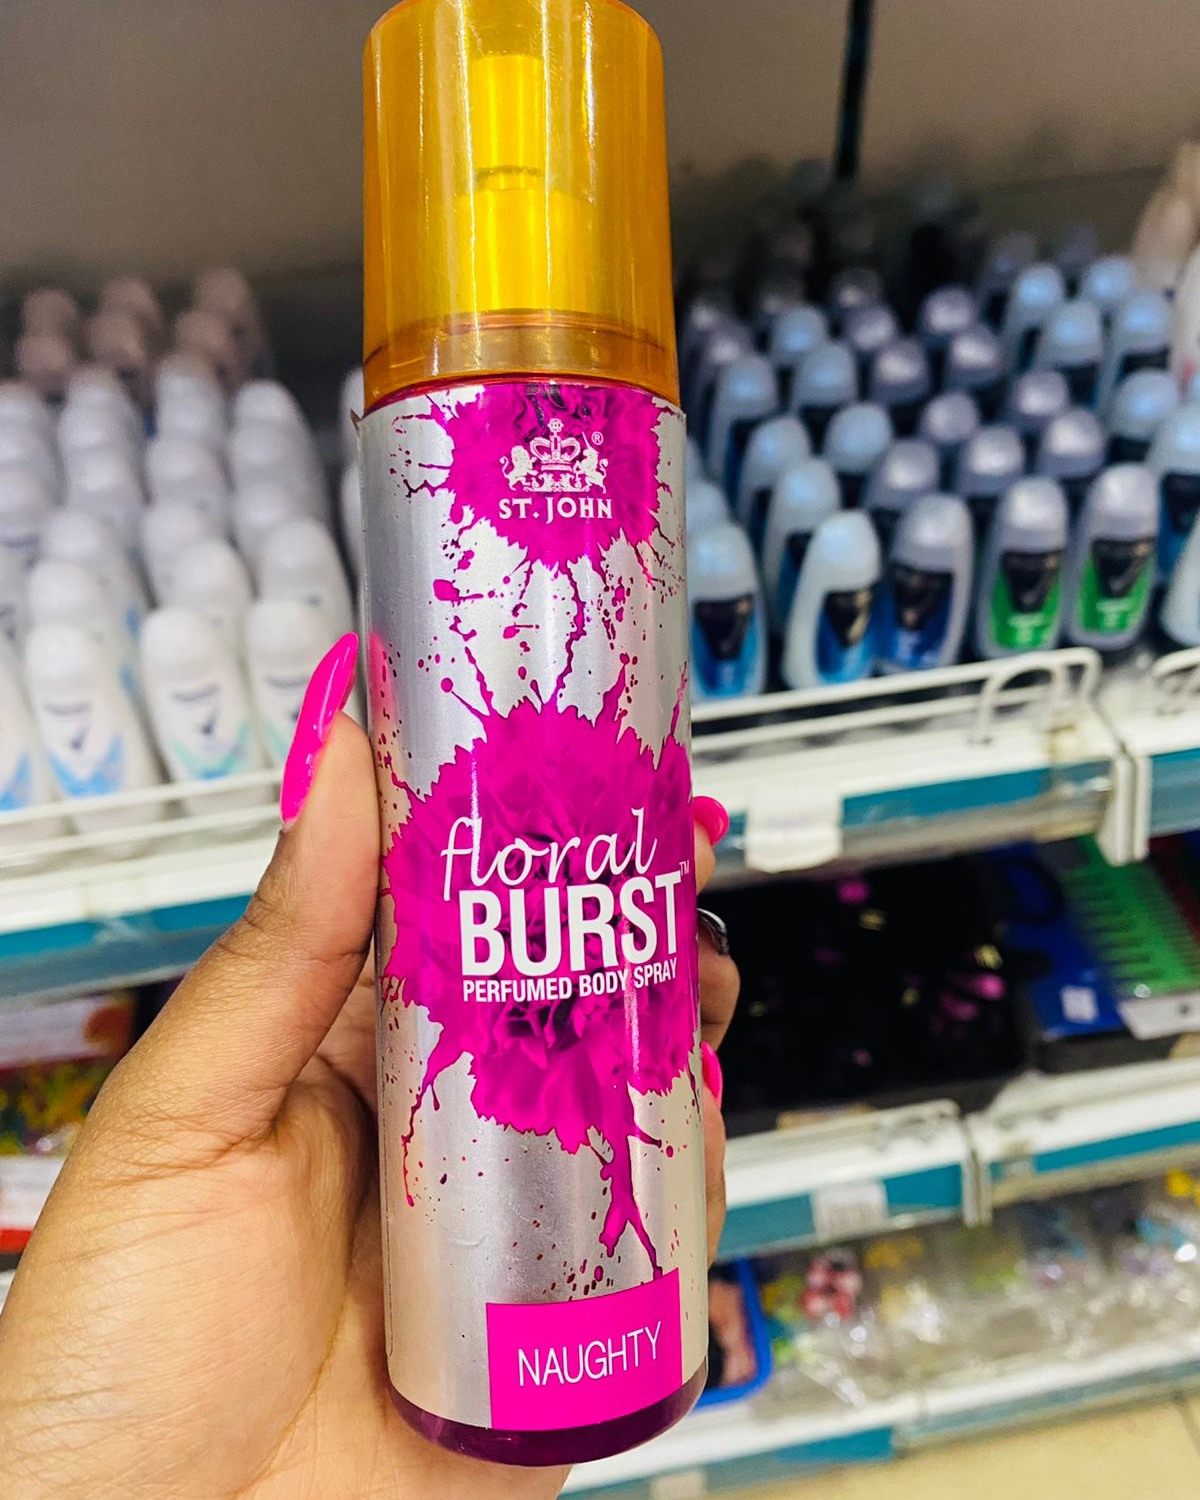 ®
ST. JOHN
floral
BURST™
PERFUMED BODY SPRAY
NAUGHTY